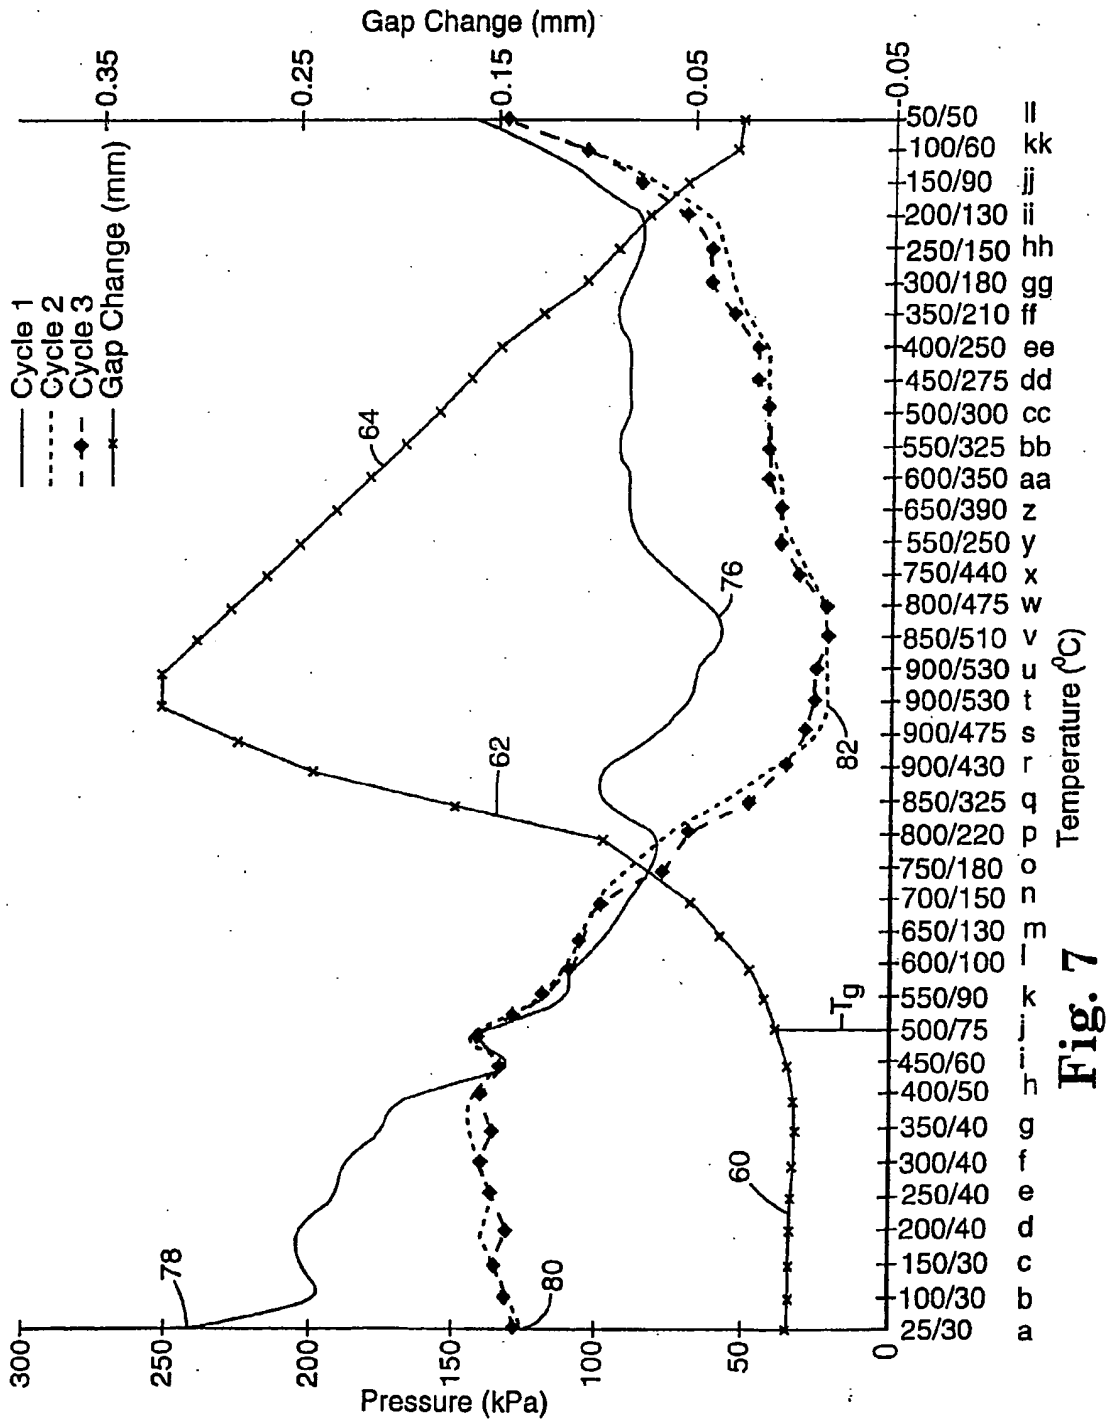 Cycle 1
Cycle 2
Cycle 3
Gap Change (mm)
Pressure (kPa)
300
250
200
150
100
50
0
Gap Change (mm)
0.35
0.25
0.15
0.05
0.05
78
80
60
62
64
76
82
Tg
25/30 a
100/30 b
150/30 c
200/40 d
250/40 e
300/40 f
350/40 g
400/50 h
450/60 i
500/75 j
550/90 k
600/100 l
650/130 m
700/150 n
750/180 o
800/220 p
850/325 q
900/430 r
900/475 s
900/530 t
900/530 u
850/510 v
800/475 w
750/440 x
550/250 y
650/390 z
600/350 aa
550/325 bb
500/300 cc
450/275 dd
400/250 ee
350/210 ff
300/180 gg
250/150 hh
200/130 ii
150/90 jj
100/60 kk
50/50 ll
Temperature (⁰C)
Fig. 7